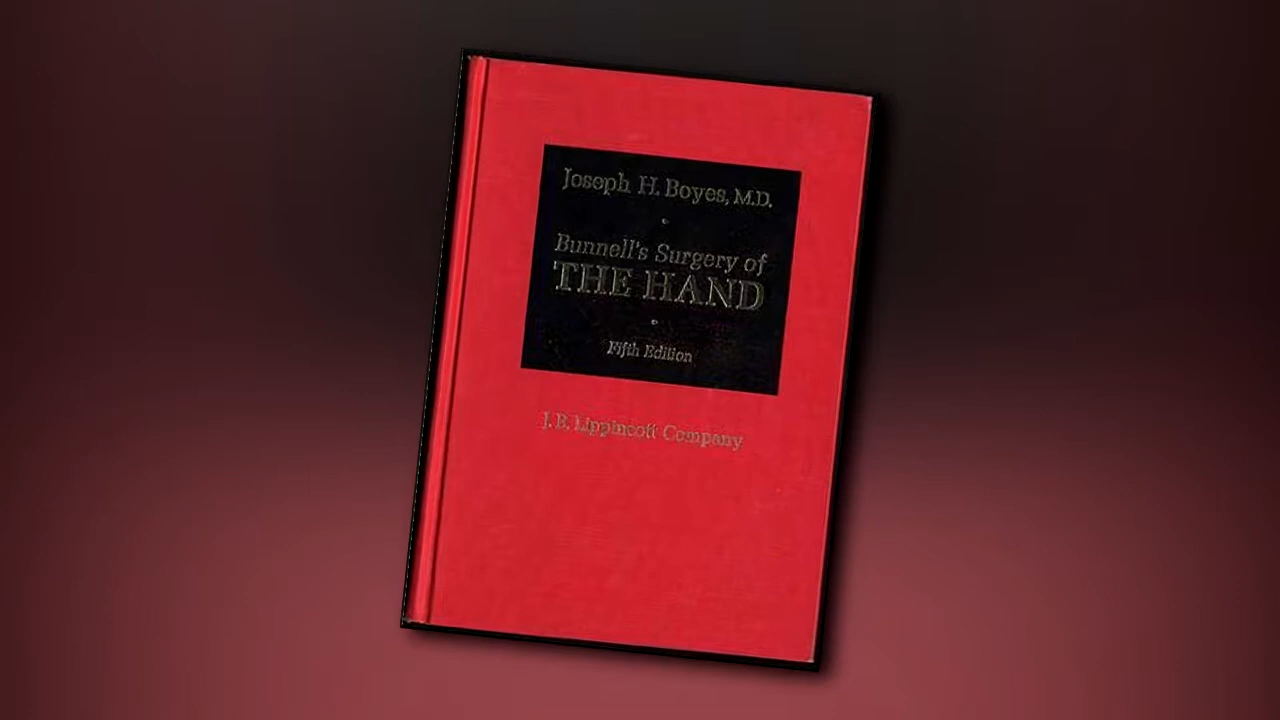 Joseph H. Boyes, M.D.
Bunnell's Surgery of
THE HAND
Fifth Edition
J. B. Lippincott Company